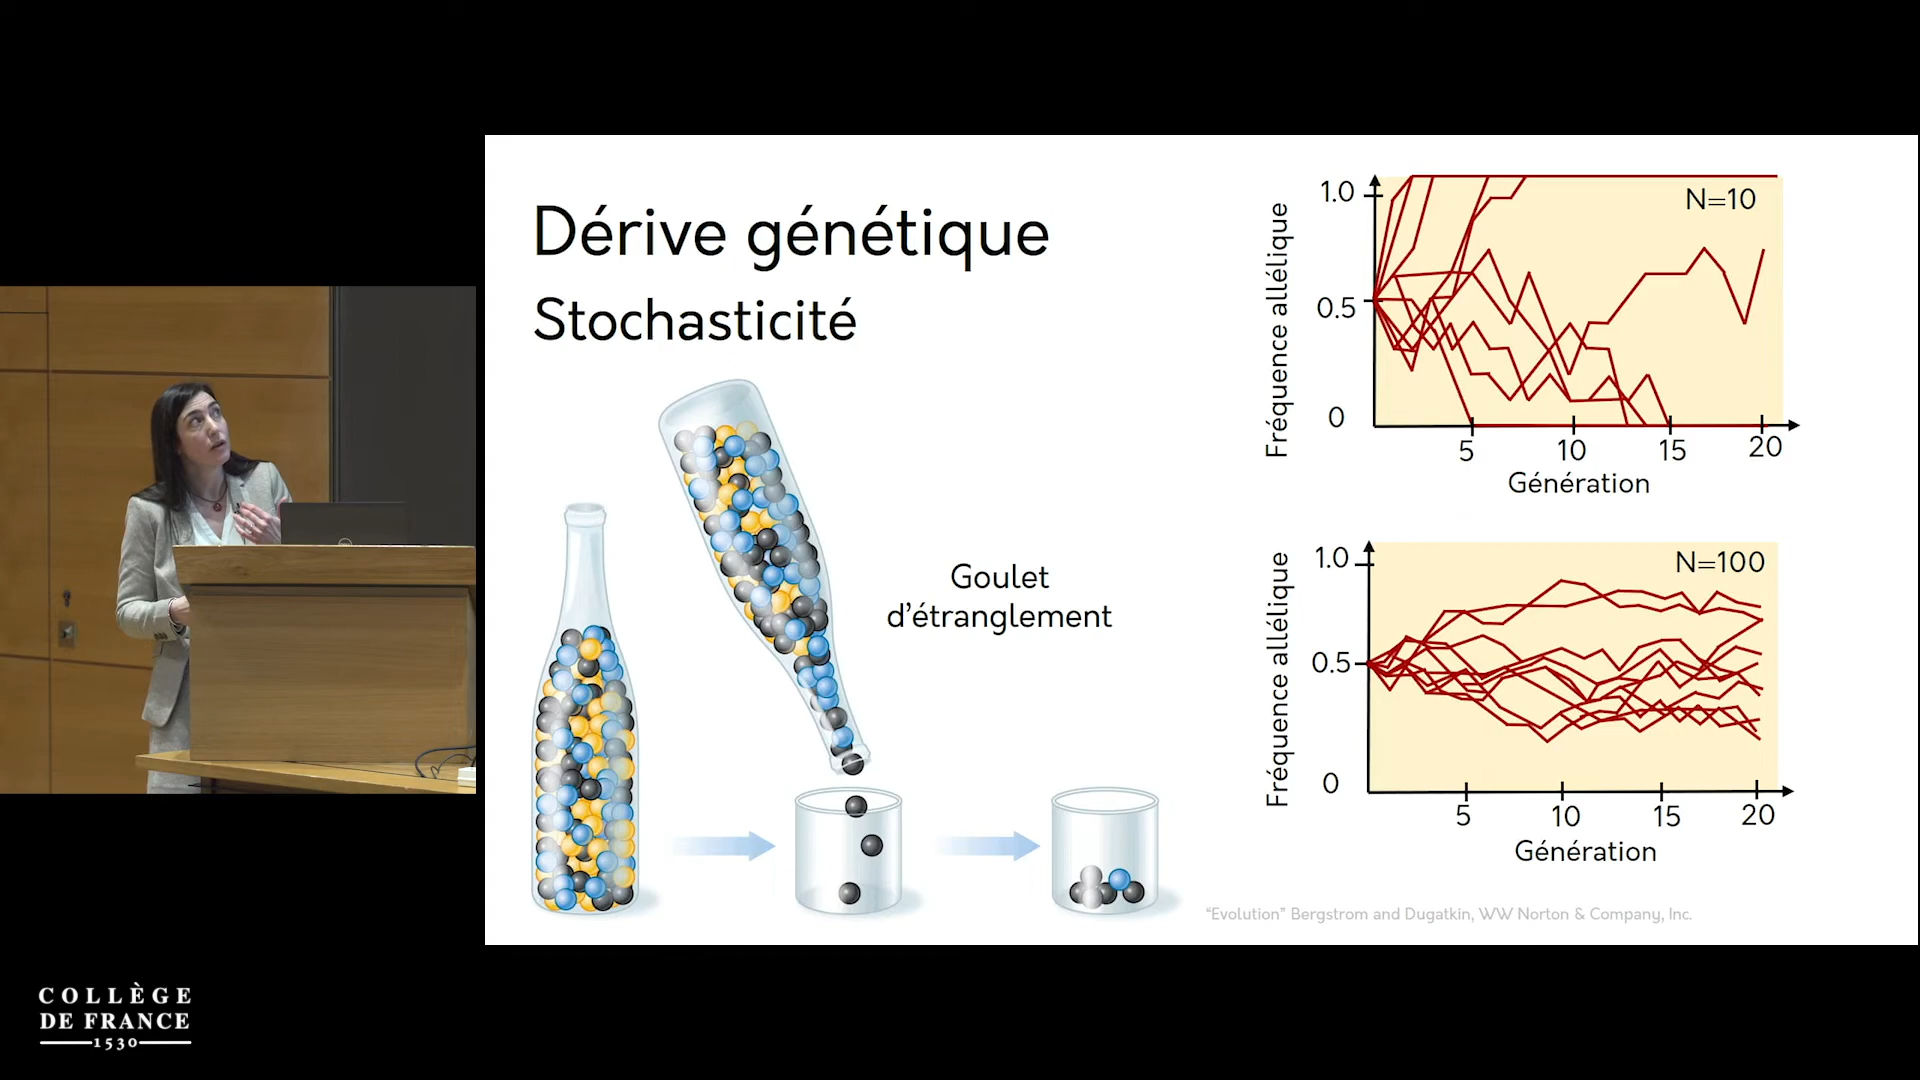 Dérive génétique
Stochasticité
Goulet
d'étranglement
Fréquence allélique
1.0
0.5
0
N=10
5
10
15
20
Génération
Fréquence allélique
1.0
0.5
0
N=100
5
10
15
20
Génération
“Evolution” Bergstrom and Dugatkin, WW Norton & Company, Inc.
COLLÈGE
DE FRANCE
1530